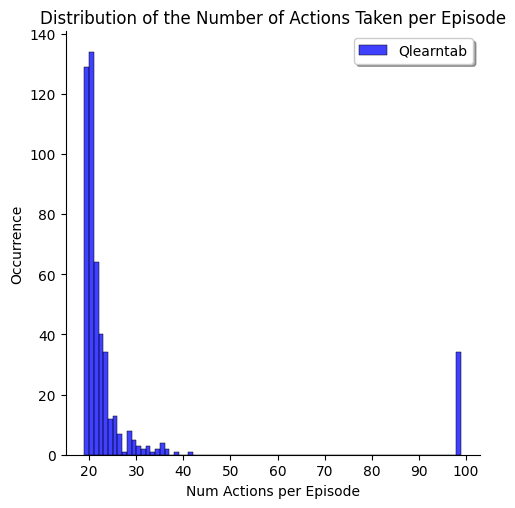 Distribution of the Number of Actions Taken per Episode
Qlearntab
140
120
100
80
60
40
20
0
Occurrence
20 30 40 50 60 70 80 90 100
Num Actions per Episode